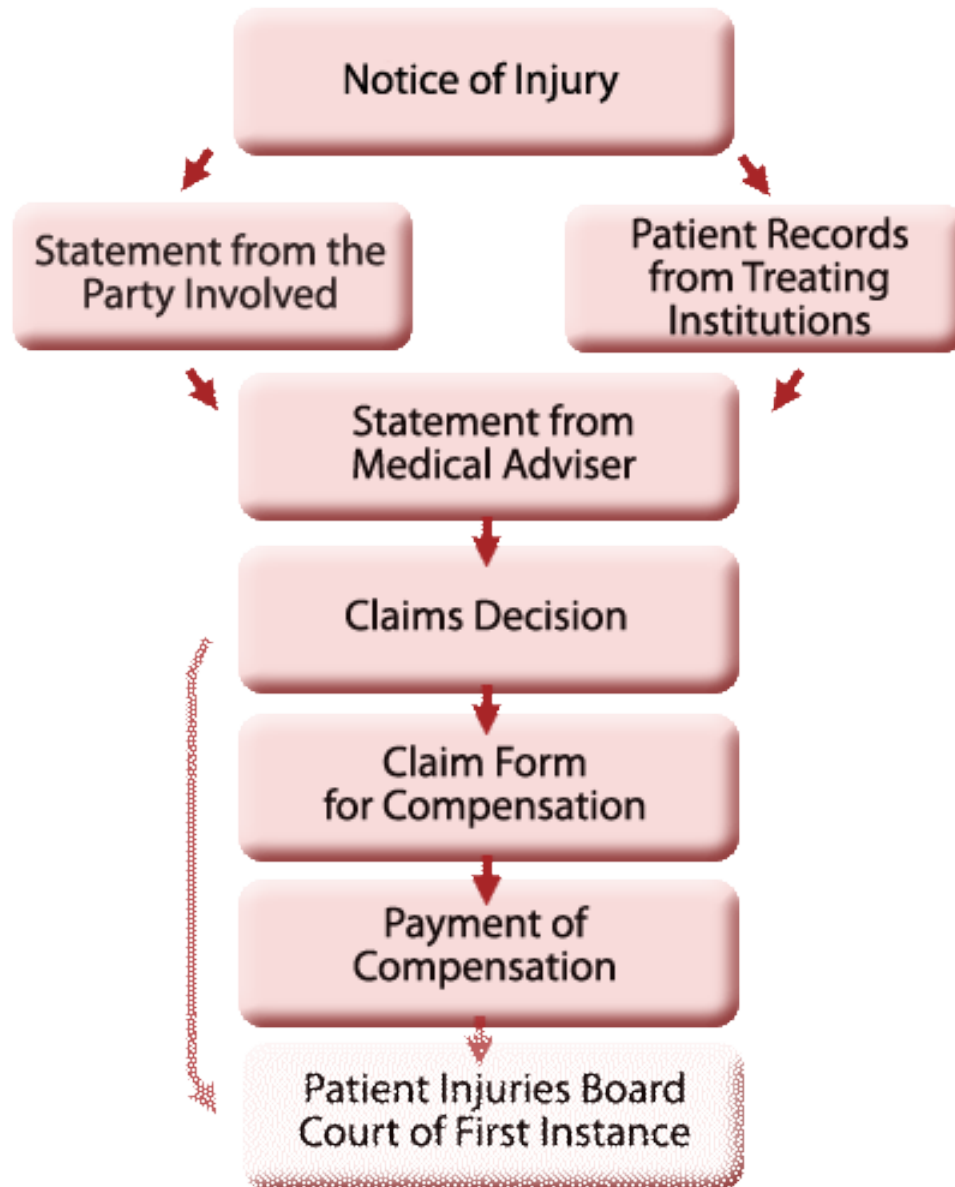 Notice of Injury
Statement from the
Party Involved
Patient Records
from Treating
Institutions
Statement from
Medical Adviser
Claims Decision
Claim Form
for Compensation
Payment of
Compensation
Patient Injuries Board
Court of First Instance